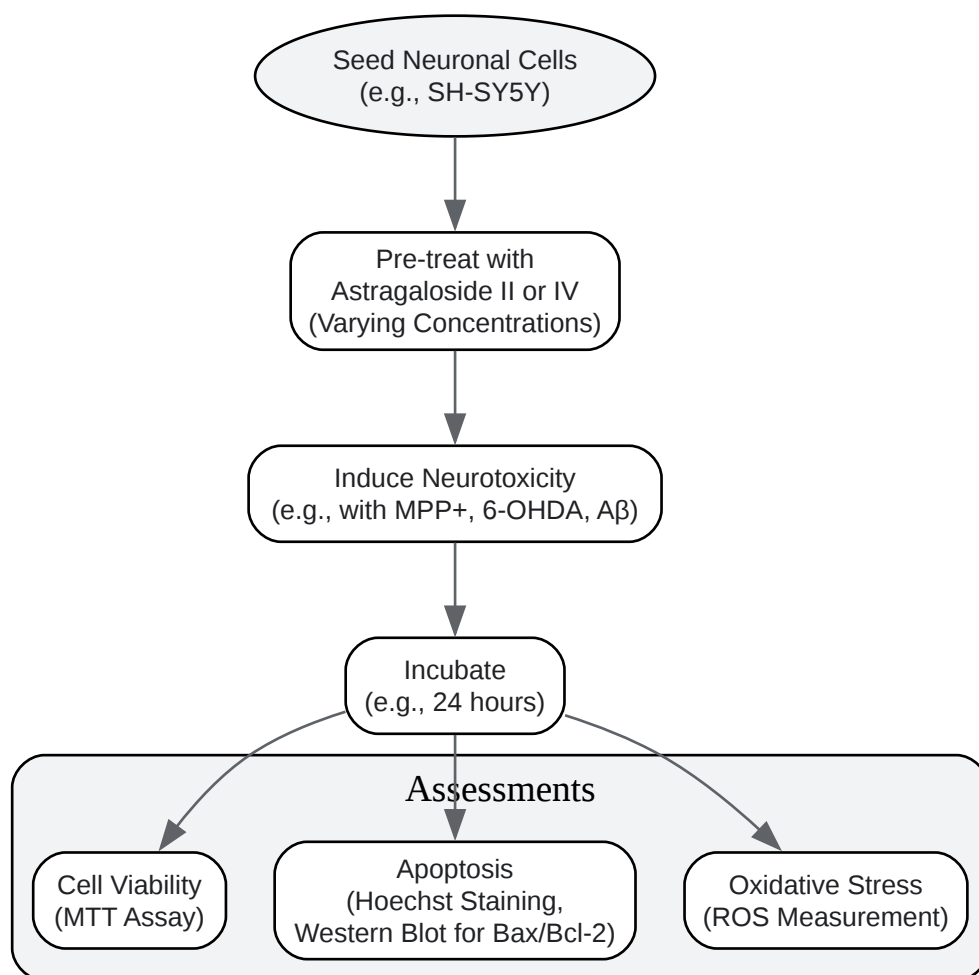 Seed Neuronal Cells
(e.g., SH-SY5Y)
Pre-treat with
Astragaloside II or IV
(Varying Concentrations)
Induce Neurotoxicity
(e.g., with MPP+, 6-OHDA, Aβ)
Incubate
(e.g., 24 hours)
Assessments
Cell Viability
(MTT Assay)
Apoptosis
(Hoechst Staining,
Western Blot for Bax/Bcl-2)
Oxidative Stress
(ROS Measurement)